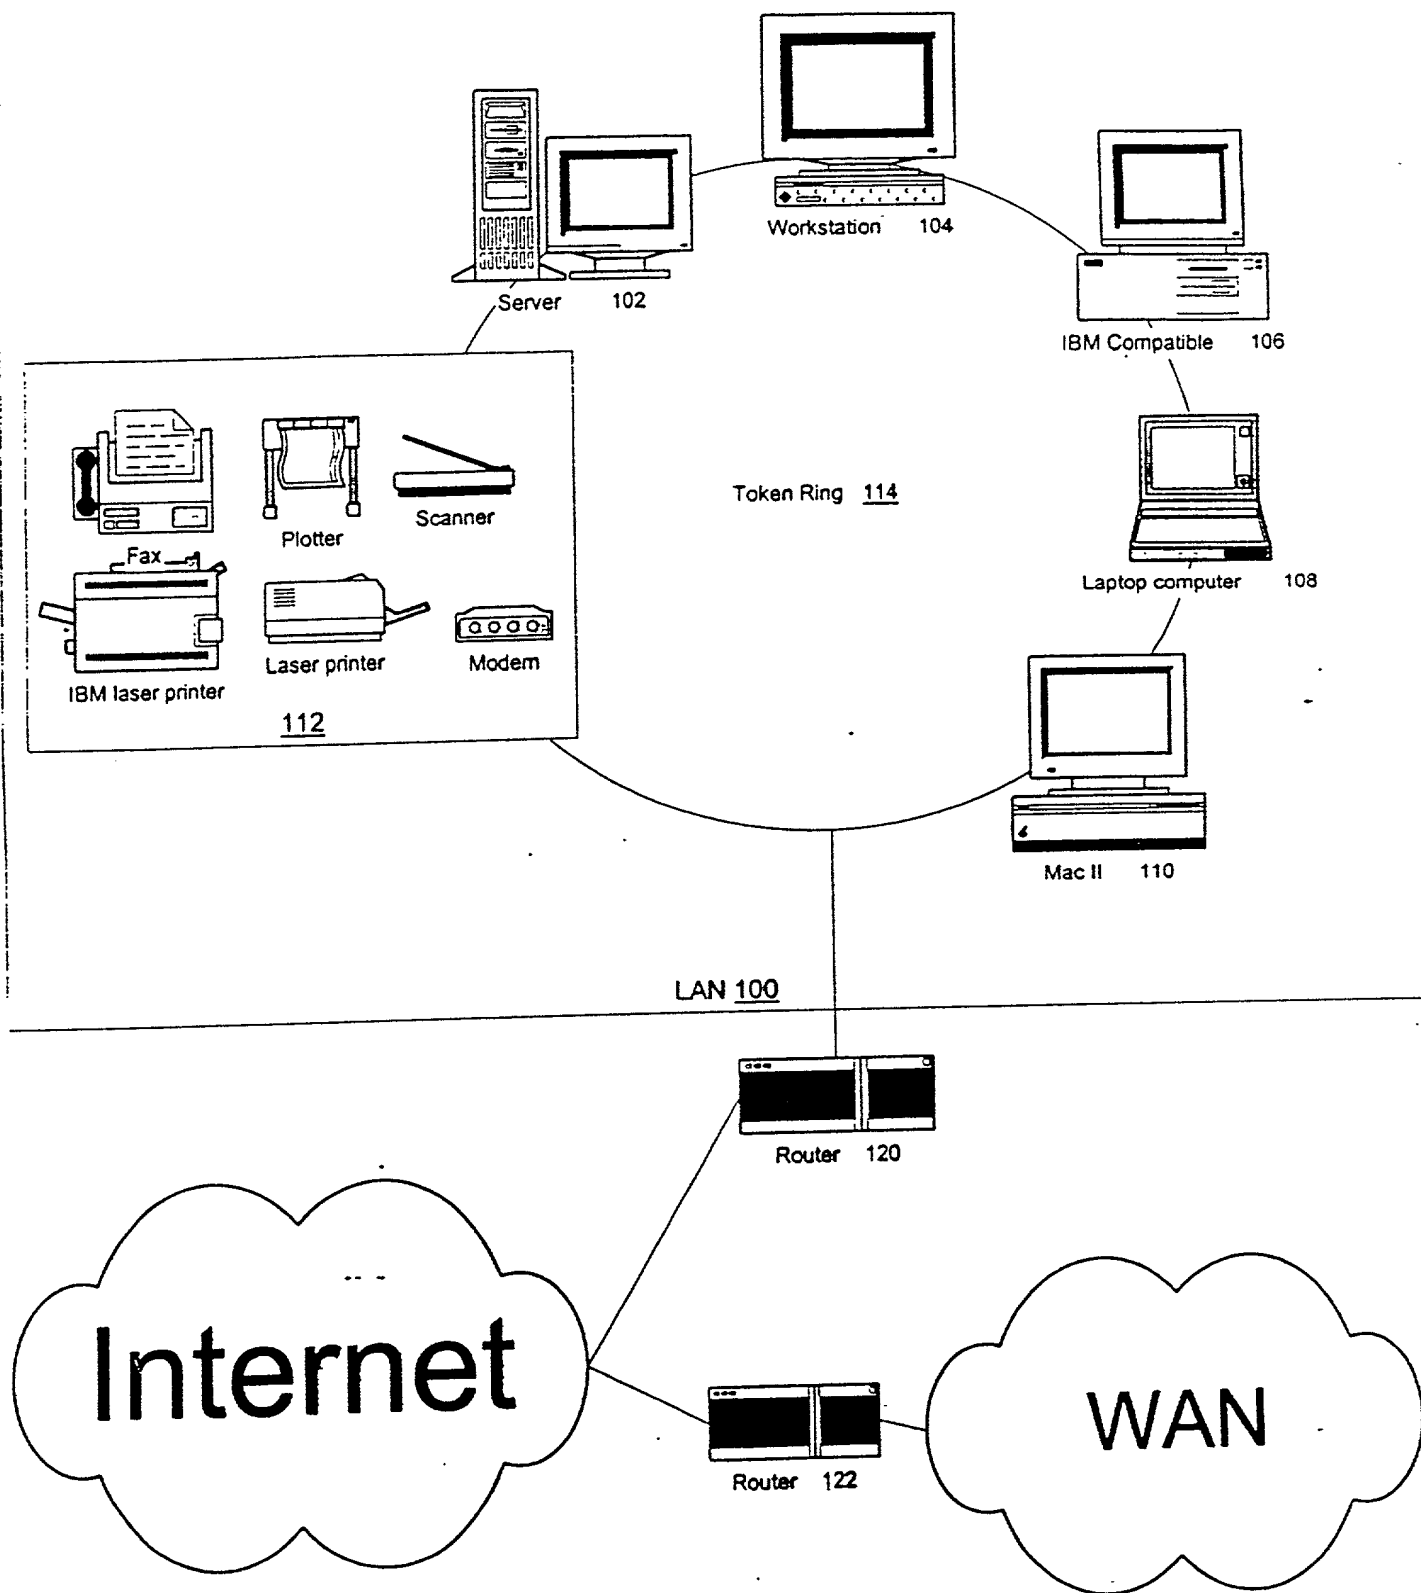 Workstation 104
Server 102
IBM Compatible 106
Token Ring 114
Scanner
Plotter
Fax
Laptop computer 108
Laser printer
Modem
IBM laser printer
112
Mac II 110
LAN 100
Router 120
Internet
WAN
Router 122